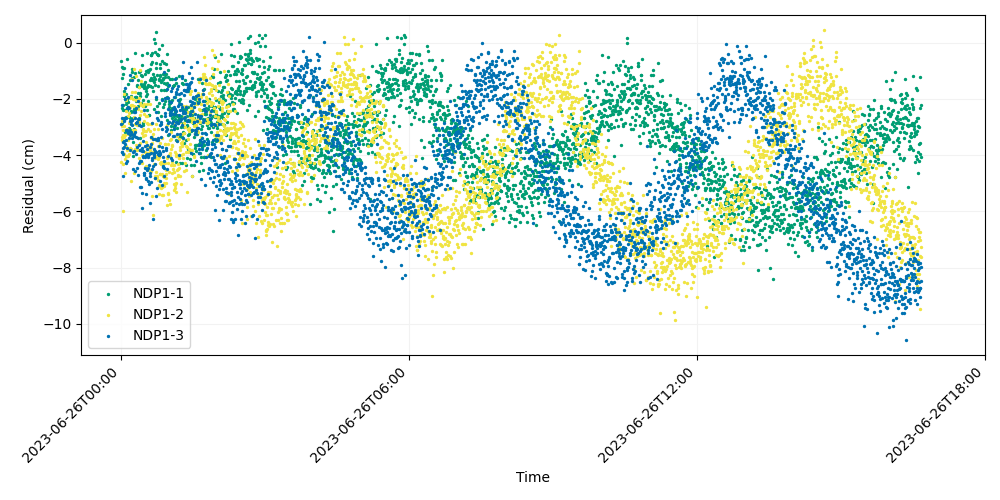 0
−2
−4
−6
−8
−10
Residual (cm)
NDP1-1
NDP1-2
NDP1-3
2023-06-26T00:00
2023-06-26T06:00
2023-06-26T12:00
2023-06-26T18:00
Time